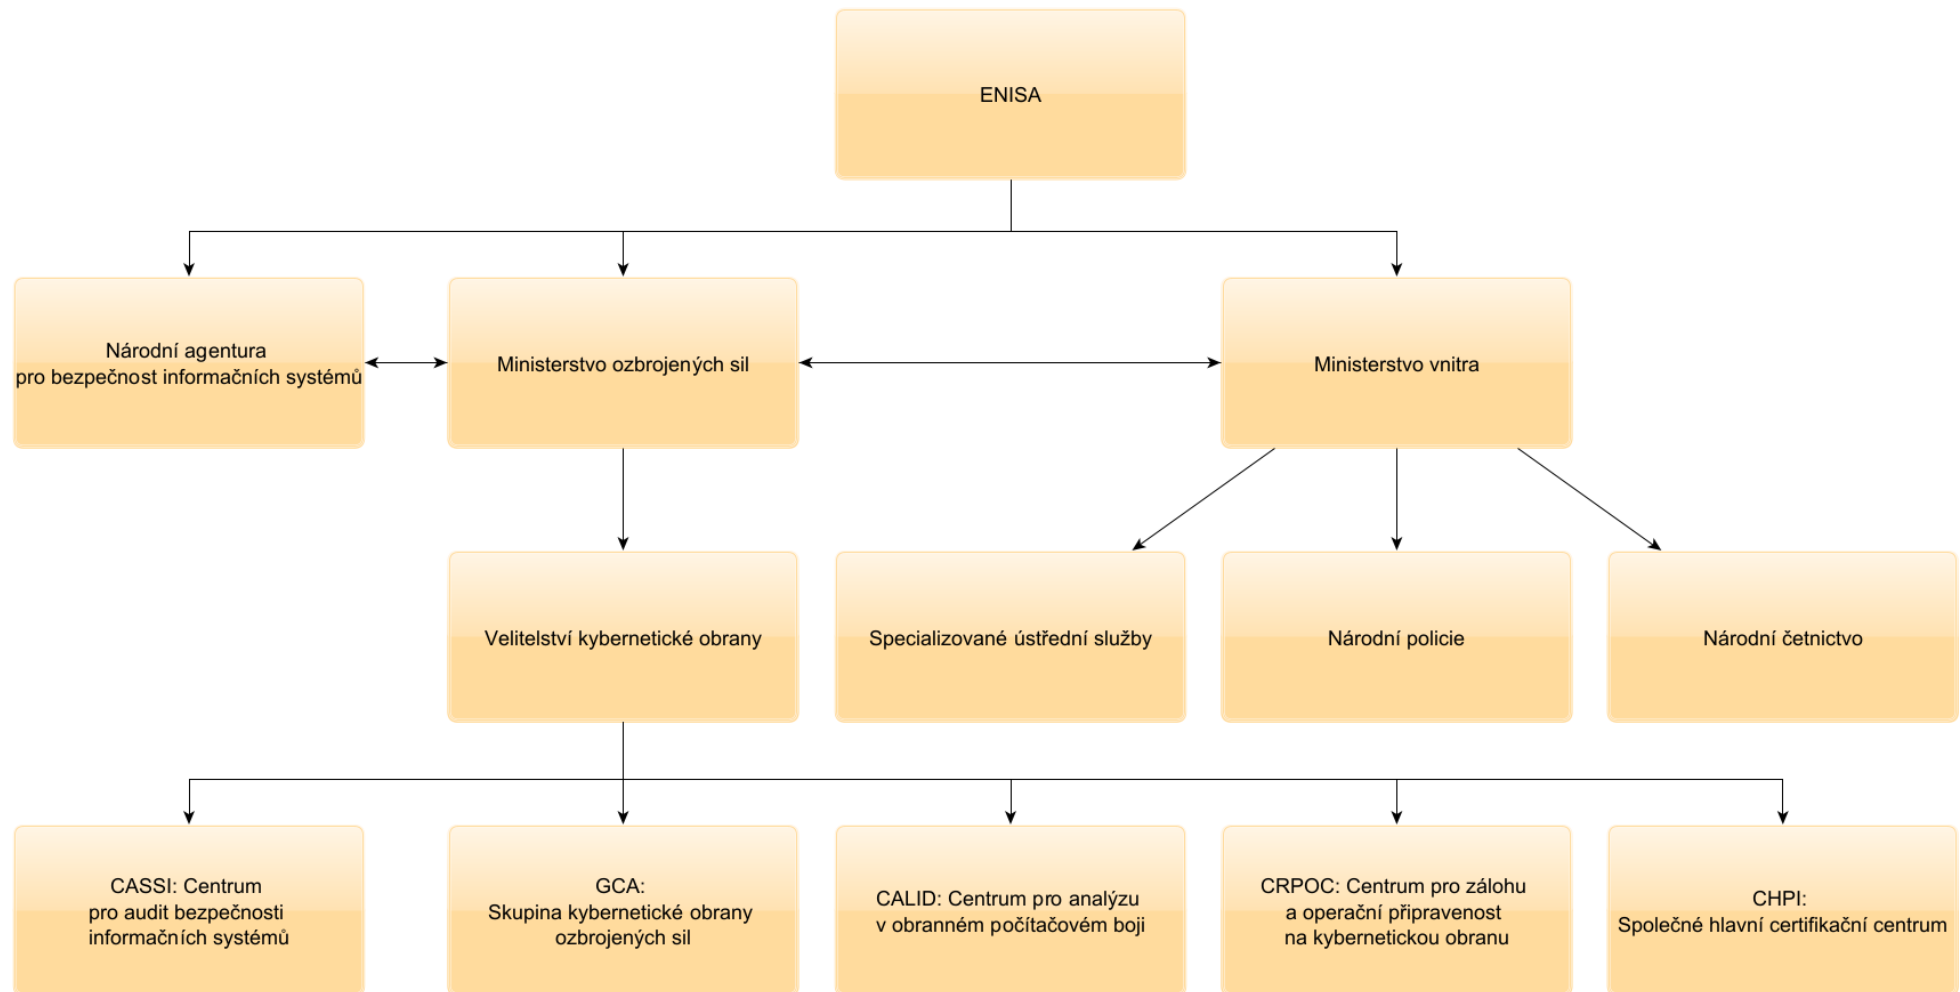 ENISA
Národní agentura
pro bezpečnost informačních systémů
Ministerstvo ozbrojených sil
Ministerstvo vnitra
Velitelství kybernetické obrany
Specializované ústřední služby
Národní policie
Národní četnictvo
CASSI: Centrum
pro audit bezpečnosti
informačních systémů
GCA:
Skupina kybernetické obrany
ozbrojených sil
CALID: Centrum pro analýzu
v obranném počítačovém boji
CRPOC: Centrum pro zálohu
a operační připravenost
na kybernetickou obranu
CHPI:
Společné hlavní certifikační centrum